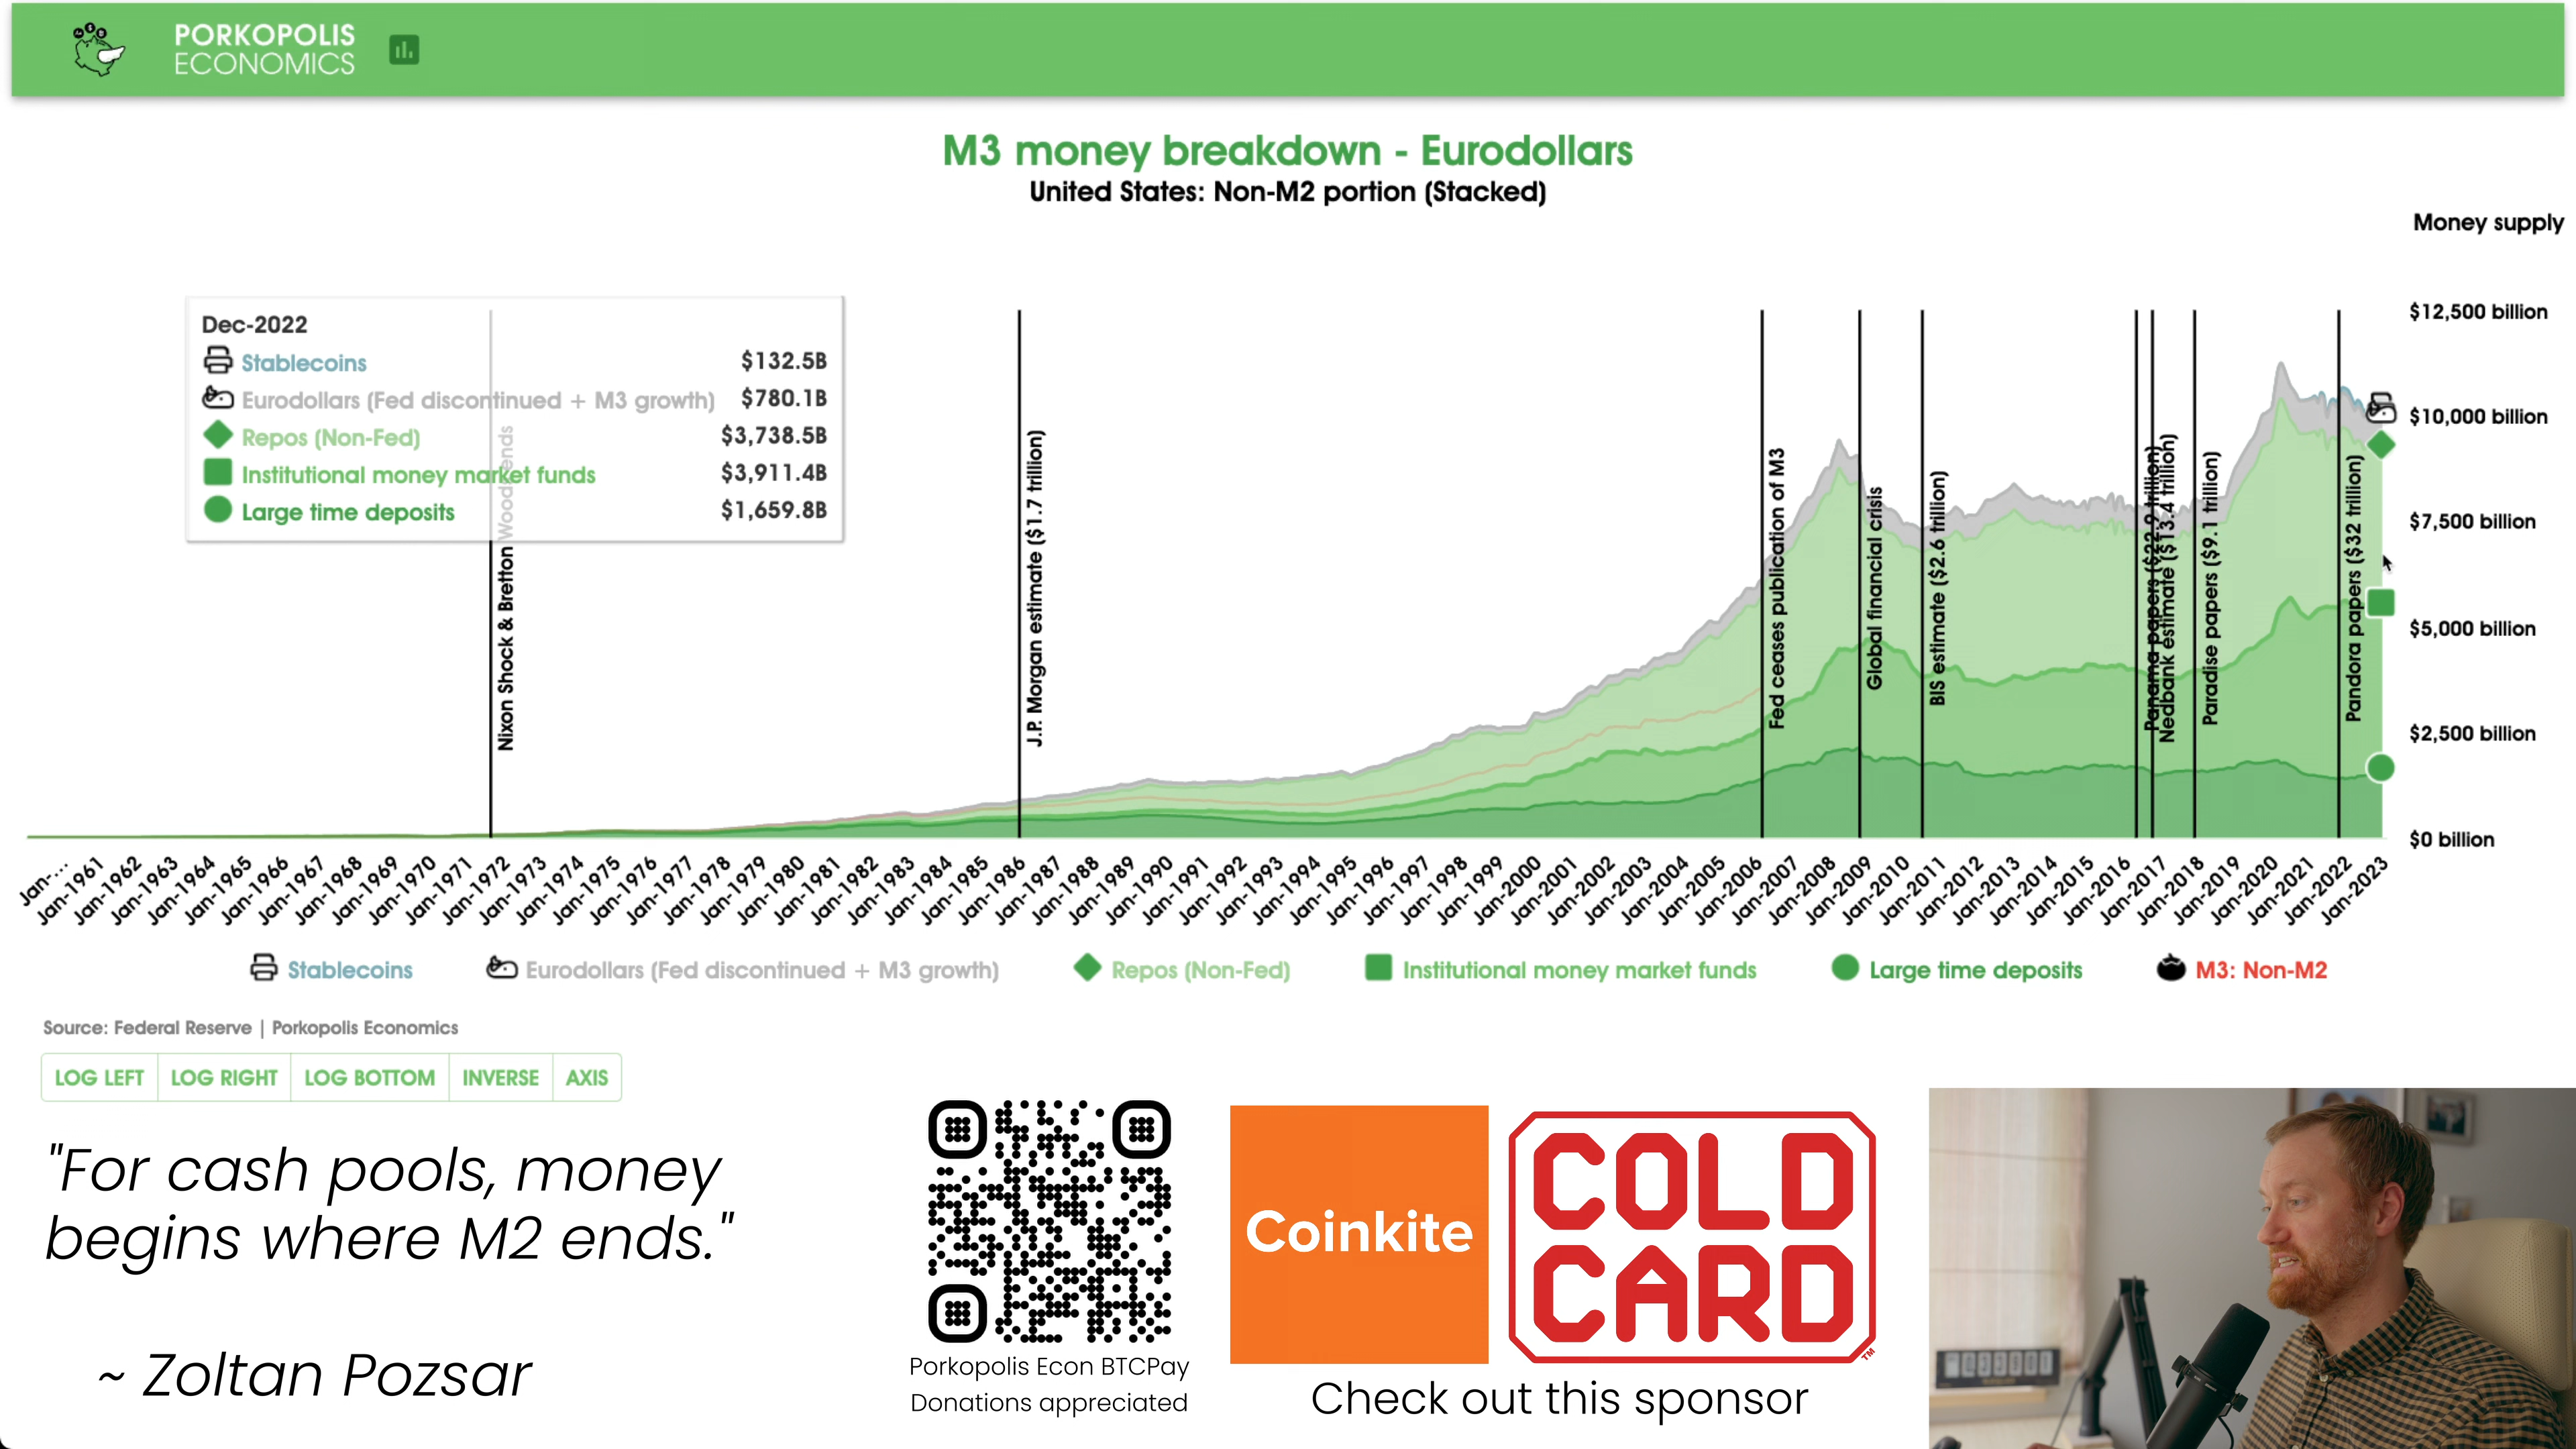 PORKOPOLIS
ECONOMICS
M3 money breakdown - Eurodollars
United States: Non-M2 portion (Stacked)
Money supply
Dec-2022
Stablecoins $132.5B
Eurodollars (Fed discontinued + M3 growth) $780.1B
Repos (Non-Fed) $3,738.5B
Institutional money market funds $3,911.4B
Large time deposits $1,659.8B
Nixon Shock & Bretton Woods ends
J.P. Morgan estimate ($1.7 trillion)
Fed ceases publication of M3
Global financial crisis
BIS estimate ($2.6 trillion)
Panama papers ($22.9 trillion)
Nedbank estimate ($13.4 trillion)
Paradise papers ($9.1 trillion)
Pandora papers ($32 trillion)
$12,500 billion
$10,000 billion
$7,500 billion
$5,000 billion
$2,500 billion
$0 billion
Jan-...
Jan-1961
Jan-1962
Jan-1963
Jan-1964
Jan-1965
Jan-1966
Jan-1967
Jan-1968
Jan-1969
Jan-1970
Jan-1971
Jan-1972
Jan-1973
Jan-1974
Jan-1975
Jan-1976
Jan-1977
Jan-1978
Jan-1979
Jan-1980
Jan-1981
Jan-1982
Jan-1983
Jan-1984
Jan-1985
Jan-1986
Jan-1987
Jan-1988
Jan-1989
Jan-1990
Jan-1991
Jan-1992
Jan-1993
Jan-1994
Jan-1995
Jan-1996
Jan-1997
Jan-1998
Jan-1999
Jan-2000
Jan-2001
Jan-2002
Jan-2003
Jan-2004
Jan-2005
Jan-2006
Jan-2007
Jan-2008
Jan-2009
Jan-2010
Jan-2011
Jan-2012
Jan-2013
Jan-2014
Jan-2015
Jan-2016
Jan-2017
Jan-2018
Jan-2019
Jan-2020
Jan-2021
Jan-2022
Jan-2023
Stablecoins Eurodollars (Fed discontinued + M3 growth) Repos (Non-Fed) Institutional money market funds Large time deposits M3: Non-M2
Source: Federal Reserve | Porkopolis Economics
LOG LEFT LOG RIGHT LOG BOTTOM INVERSE AXIS
"For cash pools, money
begins where M2 ends."
~ Zoltan Pozsar
Porkopolis Econ BTCPay
Donations appreciated
Coinkite
COLD
CARD
TM
Check out this sponsor